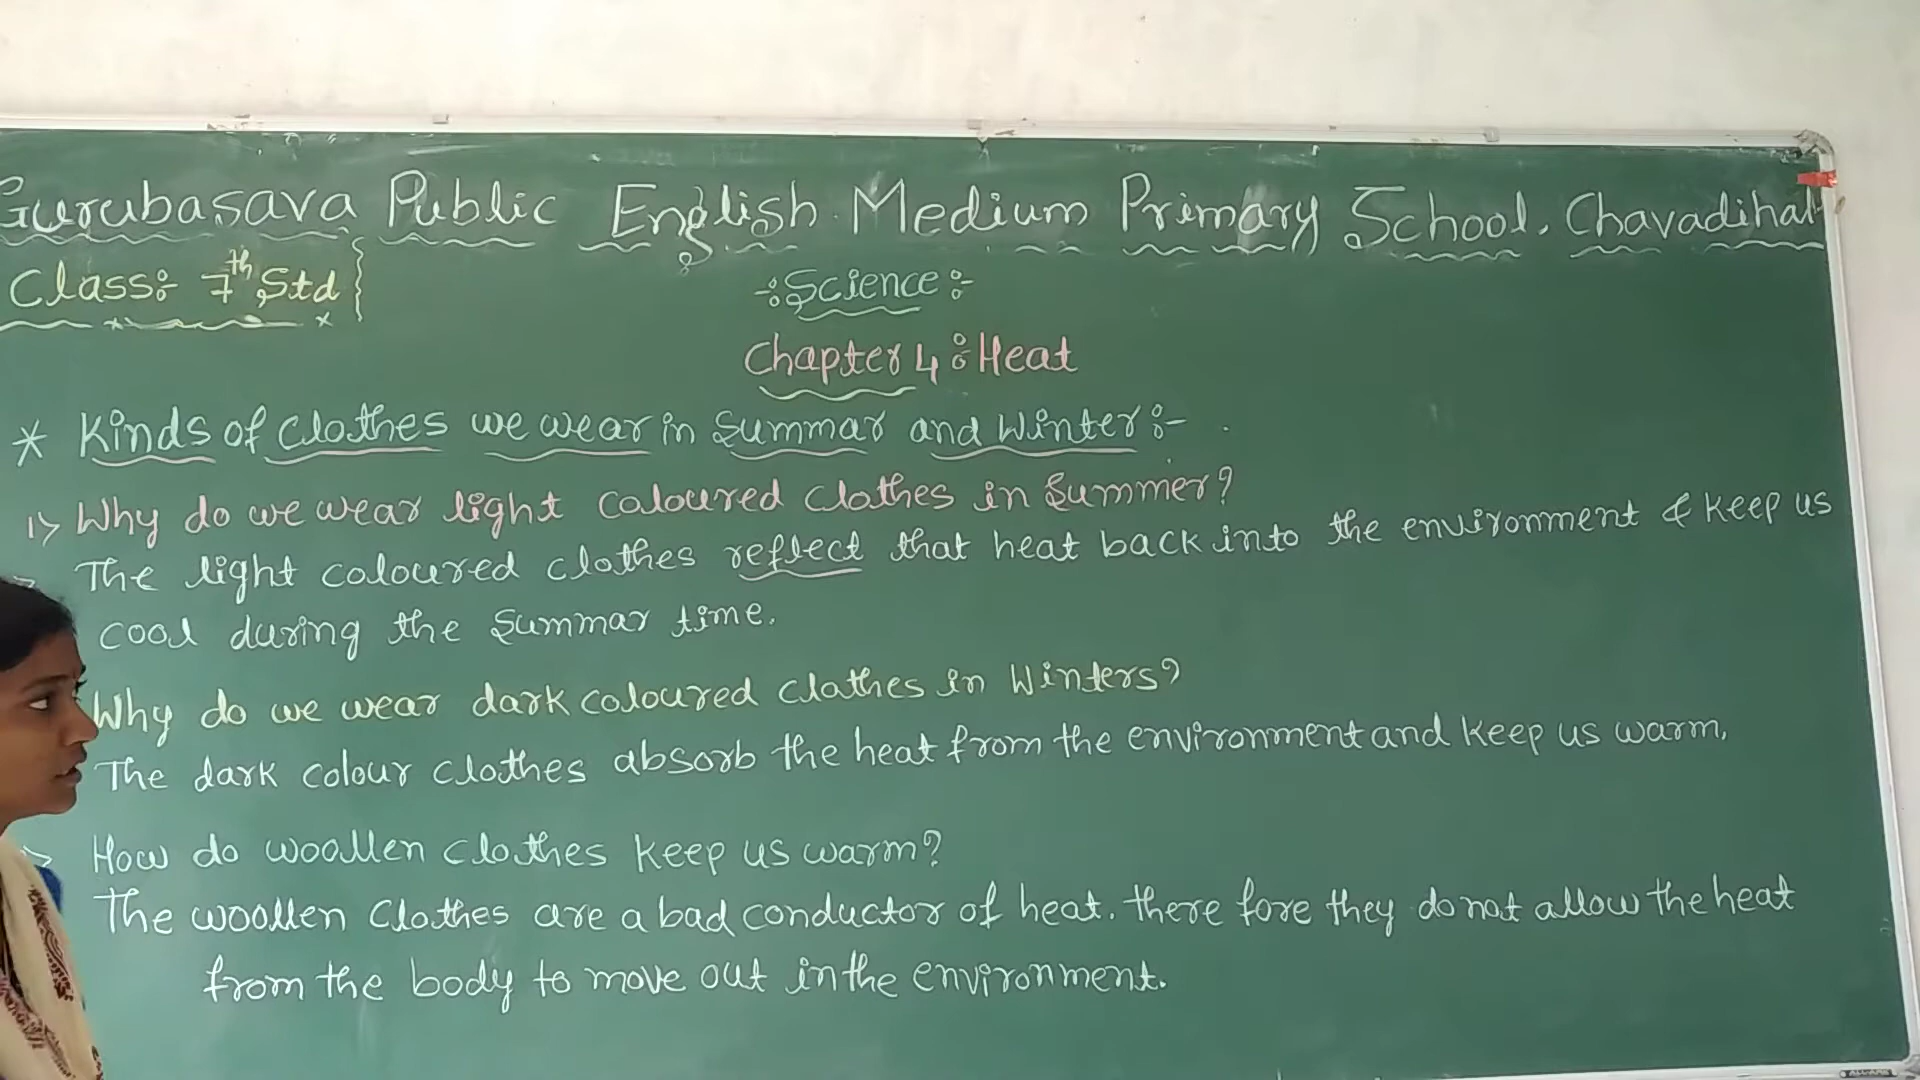 Gurubasava Public English Medium Primary School. Chavadihal
Class:- 7th Std
-:Science:-
Chapter 4 : Heat
* Kinds of clothes we wear in Summar and Winter :-
1> Why do we wear light coloured clothes in Summer?
The light coloured clothes reflect that heat back into the environment & keep us
cool during the Summar time.
Why do we wear dark coloured clathes in Winters?
The dark colour clothes absorb the heat from the environment and keep us warm.
How do woollen clothes keep us warm?
The woollen Clothes are a bad conductor of heat. there fore they do not allow the heat
from the body to move out in the environment.